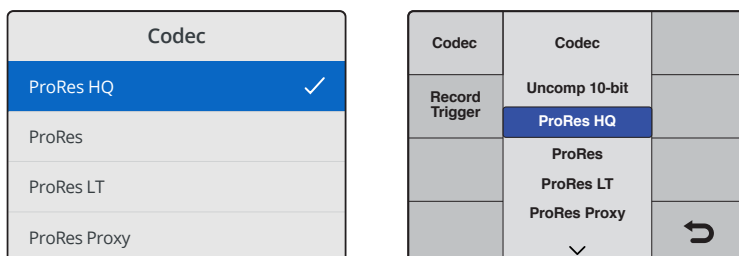 Codec
ProRes HQ
ProRes
ProRes LT
ProRes Proxy
Codec
Record
Trigger
Codec
Uncomp 10-bit
ProRes HQ
ProRes
ProRes LT
ProRes Proxy